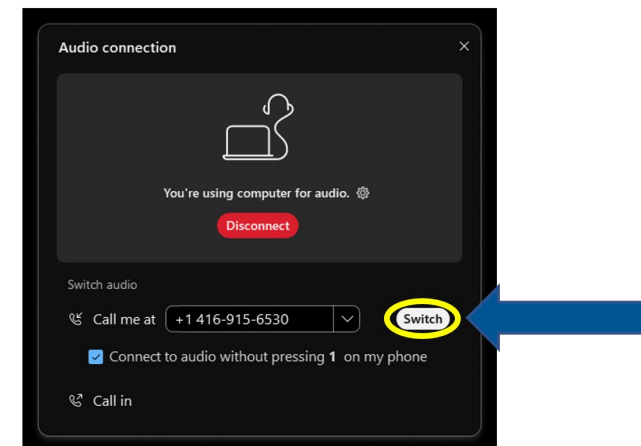 Audio connection
You're using computer for audio.
Disconnect
Switch audio
Call me at +1 416-915-6530 Switch
Connect to audio without pressing 1 on my phone
Call in